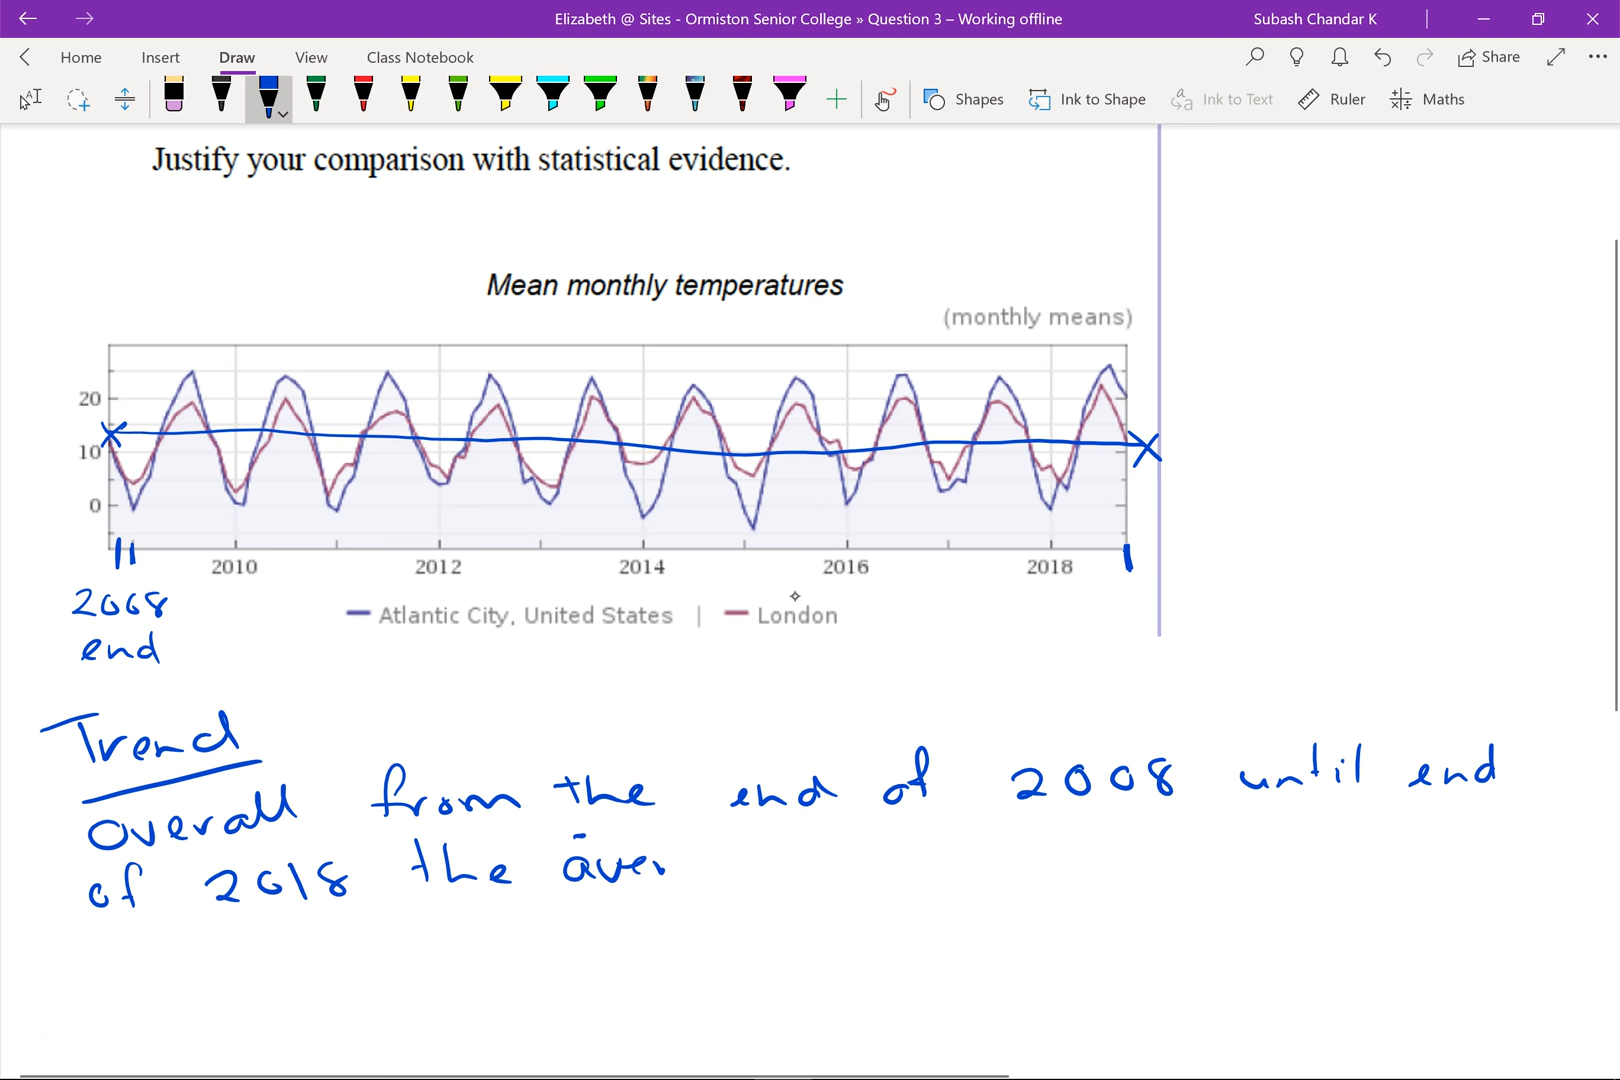 Elizabeth @ Sites - Ormiston Senior College » Question 3 – Working offline
Subash Chandar K
Home Insert Draw View Class Notebook
Share
Shapes Ink to Shape Ink to Text Ruler Maths
Justify your comparison with statistical evidence.
Mean monthly temperatures
(monthly means)
20
10
0
2010 2012 2014 2016 2018
2008
end
Atlantic City, United States | London
Trend
Overall from the end of 2008 until end
of 2018 the aver